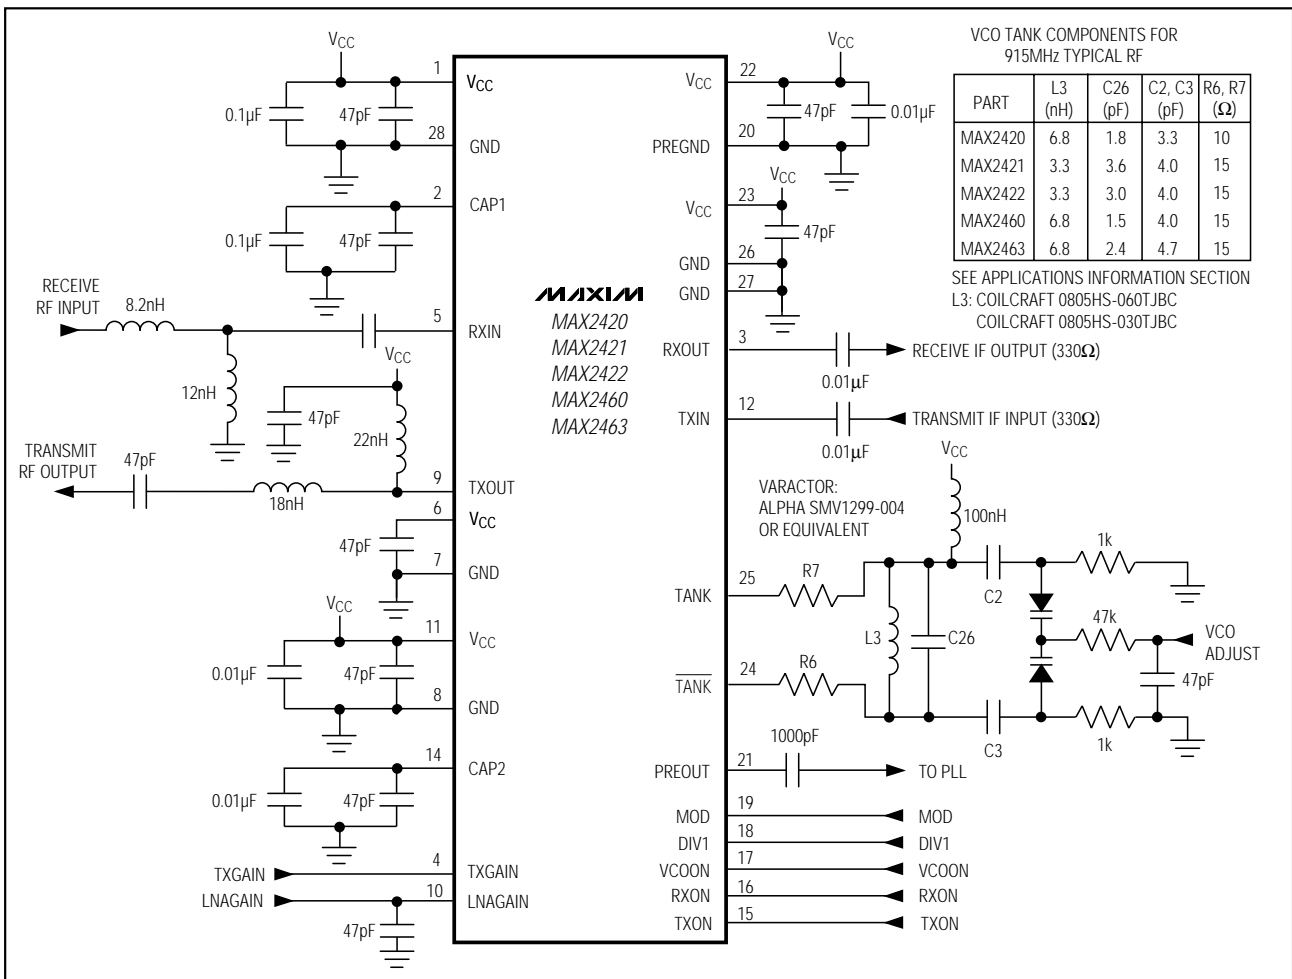 VCC
1
VCC
0.1µF
47pF
28
GND
2
CAP1
0.1µF
47pF
RECEIVE
RF INPUT
8.2nH
5
RXIN
VCC
12nH
47pF
22nH
TRANSMIT
RF OUTPUT
47pF
18nH
9
TXOUT
6
VCC
47pF
7
GND
VCC
11
VCC
0.01µF
47pF
8
GND
14
CAP2
0.01µF
47pF
TXGAIN
4
TXGAIN
LNAGAIN
10
LNAGAIN
47pF
MAXIM
MAX2420
MAX2421
MAX2422
MAX2460
MAX2463
VCC
VCC
22
47pF
0.01µF
PREGND
20
VCC
VCC
23
47pF
GND
26
GND
27
RXOUT
3
0.01µF
RECEIVE IF OUTPUT (330Ω)
TXIN
12
0.01µF
TRANSMIT IF INPUT (330Ω)
VARACTOR:
ALPHA SMV1299-004
OR EQUIVALENT
VCC
100nH
TANK
25
R7
L3
C26
C2
1k
47k
VCO
ADJUST
47pF
TANK
24
R6
C3
1k
PREOUT
21
1000pF
TO PLL
MOD
19
MOD
DIV1
18
DIV1
VCOON
17
VCOON
RXON
16
RXON
TXON
15
TXON
VCO TANK COMPONENTS FOR
915MHz TYPICAL RF
PART L3 (nH) C26 (pF) C2, C3 (pF) R6, R7 (Ω)
MAX2420 6.8 1.8 3.3 10
MAX2421 3.3 3.6 4.0 15
MAX2422 3.3 3.0 4.0 15
MAX2460 6.8 1.5 4.0 15
MAX2463 6.8 2.4 4.7 15
SEE APPLICATIONS INFORMATION SECTION
L3: COILCRAFT 0805HS-060TJBC
COILCRAFT 0805HS-030TJBC